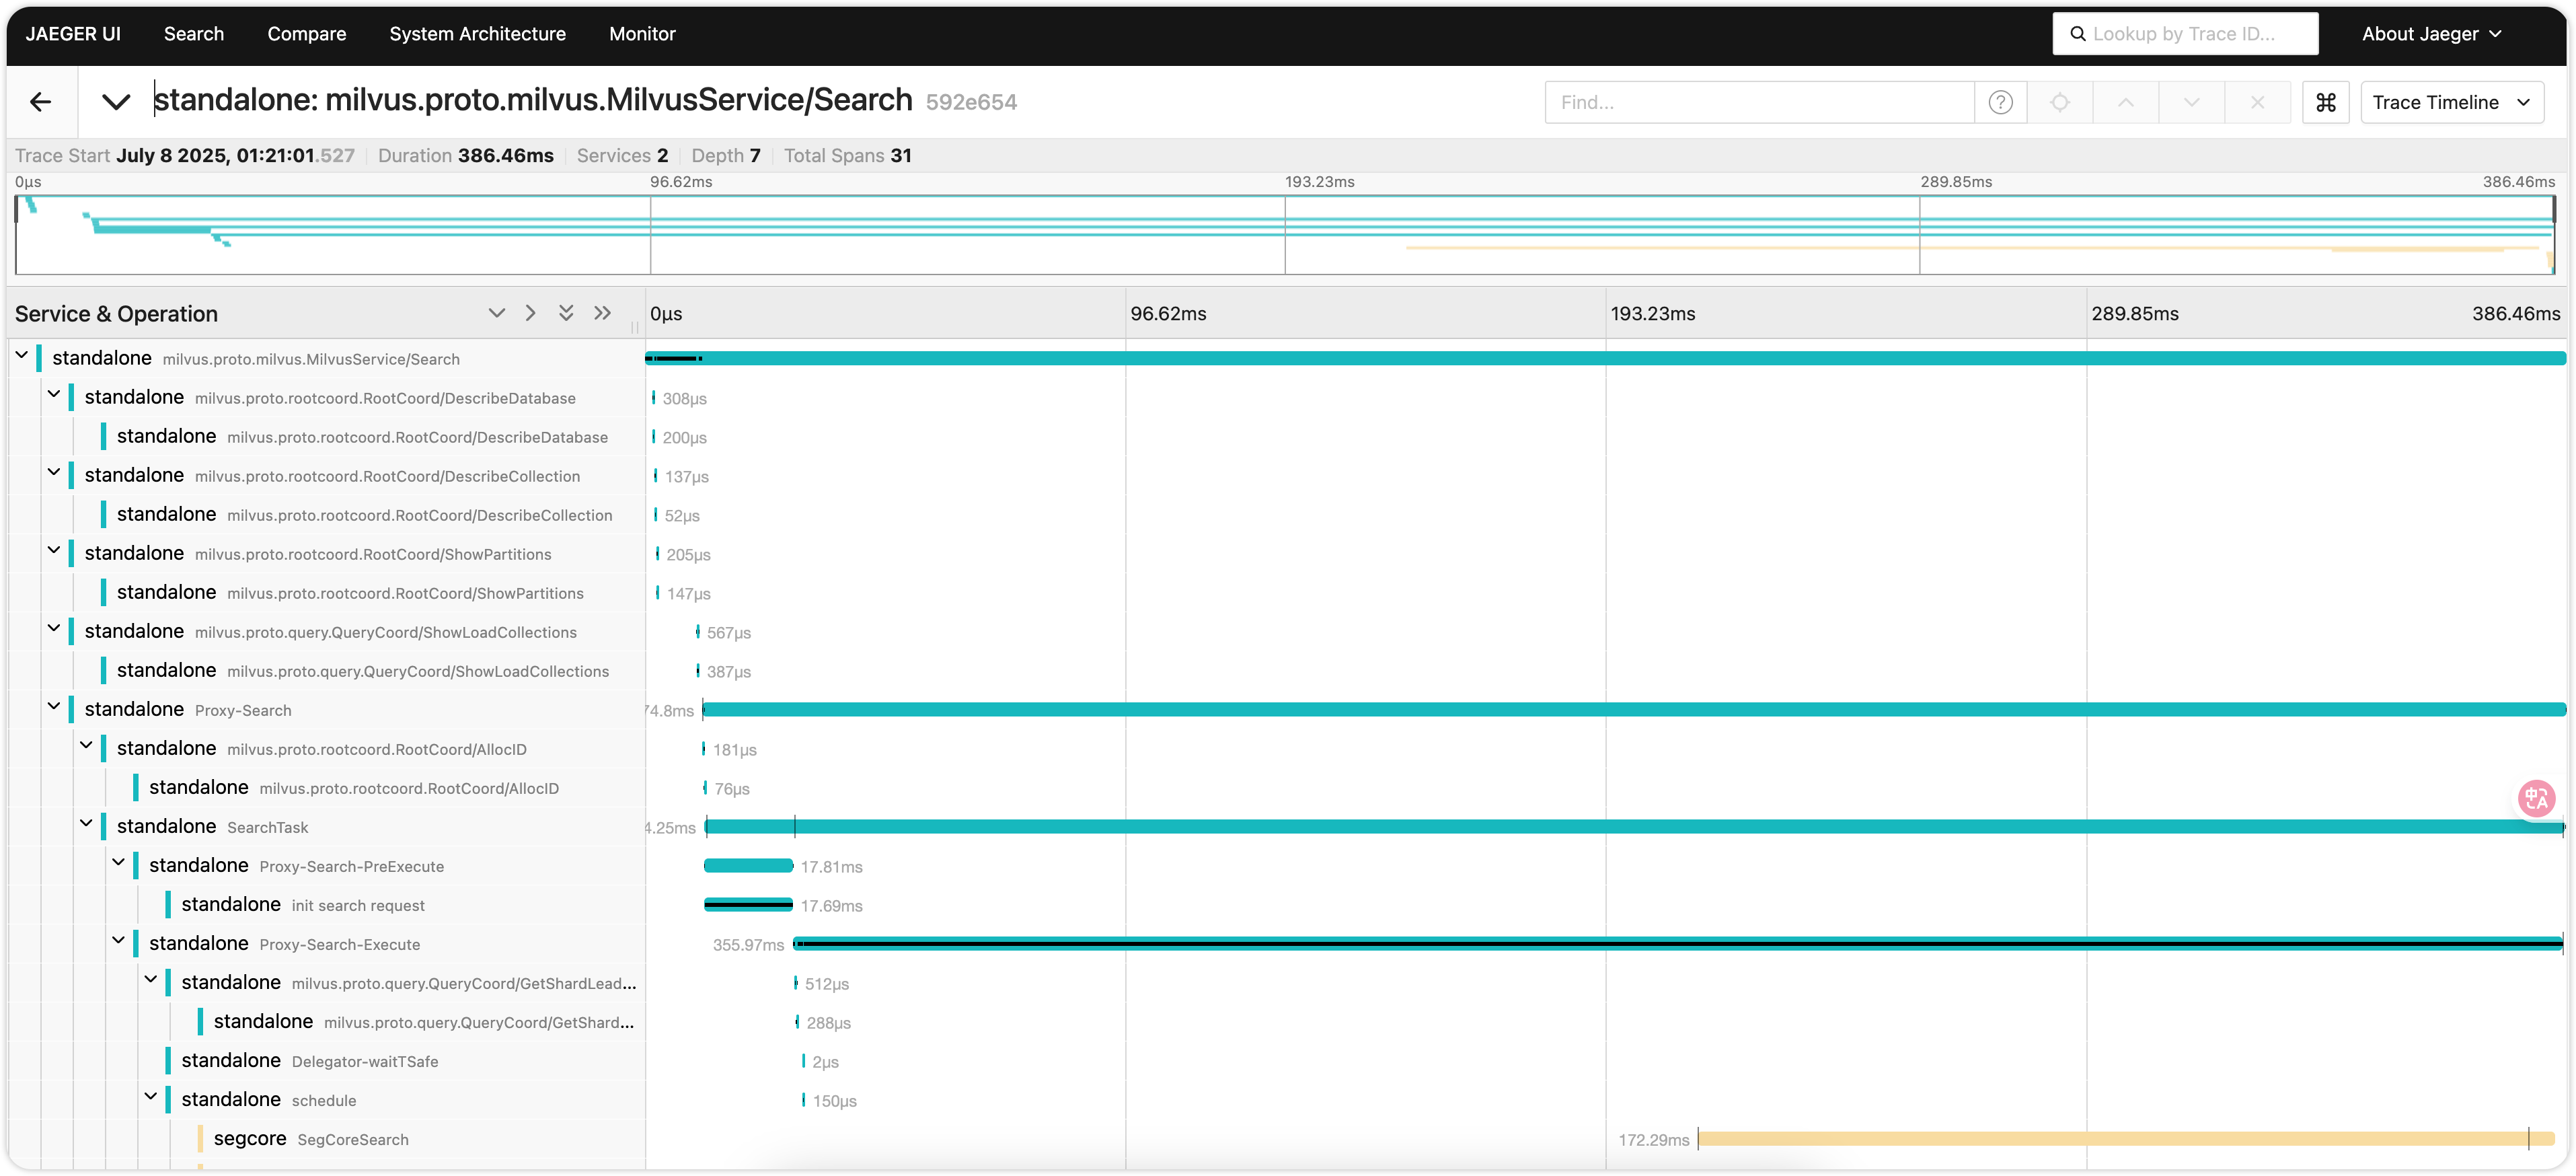 JAEGER UI Search Compare System Architecture Monitor Lookup by Trace ID... About Jaeger
standalone: milvus.proto.milvus.MilvusService/Search 592e654 Find... Trace Timeline
Trace Start July 8 2025, 01:21:01.527 Duration 386.46ms Services 2 Depth 7 Total Spans 31
0μs 96.62ms 193.23ms 289.85ms 386.46ms
Service & Operation 0μs 96.62ms 193.23ms 289.85ms 386.46ms
standalone milvus.proto.milvus.MilvusService/Search
standalone milvus.proto.rootcoord.RootCoord/DescribeDatabase 308μs
standalone milvus.proto.rootcoord.RootCoord/DescribeDatabase 200μs
standalone milvus.proto.rootcoord.RootCoord/DescribeCollection 137μs
standalone milvus.proto.rootcoord.RootCoord/DescribeCollection 52μs
standalone milvus.proto.rootcoord.RootCoord/ShowPartitions 205μs
standalone milvus.proto.rootcoord.RootCoord/ShowPartitions 147μs
standalone milvus.proto.query.QueryCoord/ShowLoadCollections 567μs
standalone milvus.proto.query.QueryCoord/ShowLoadCollections 387μs
standalone Proxy-Search 74.8ms
standalone milvus.proto.rootcoord.RootCoord/AllocID 181μs
standalone milvus.proto.rootcoord.RootCoord/AllocID 76μs
standalone SearchTask 4.25ms
standalone Proxy-Search-PreExecute 17.81ms
standalone init search request 17.69ms
standalone Proxy-Search-Execute 355.97ms
standalone milvus.proto.query.QueryCoord/GetShardLead... 512μs
standalone milvus.proto.query.QueryCoord/GetShard... 288μs
standalone Delegator-waitTSafe 2μs
standalone schedule 150μs
segcore SegCoreSearch 172.29ms